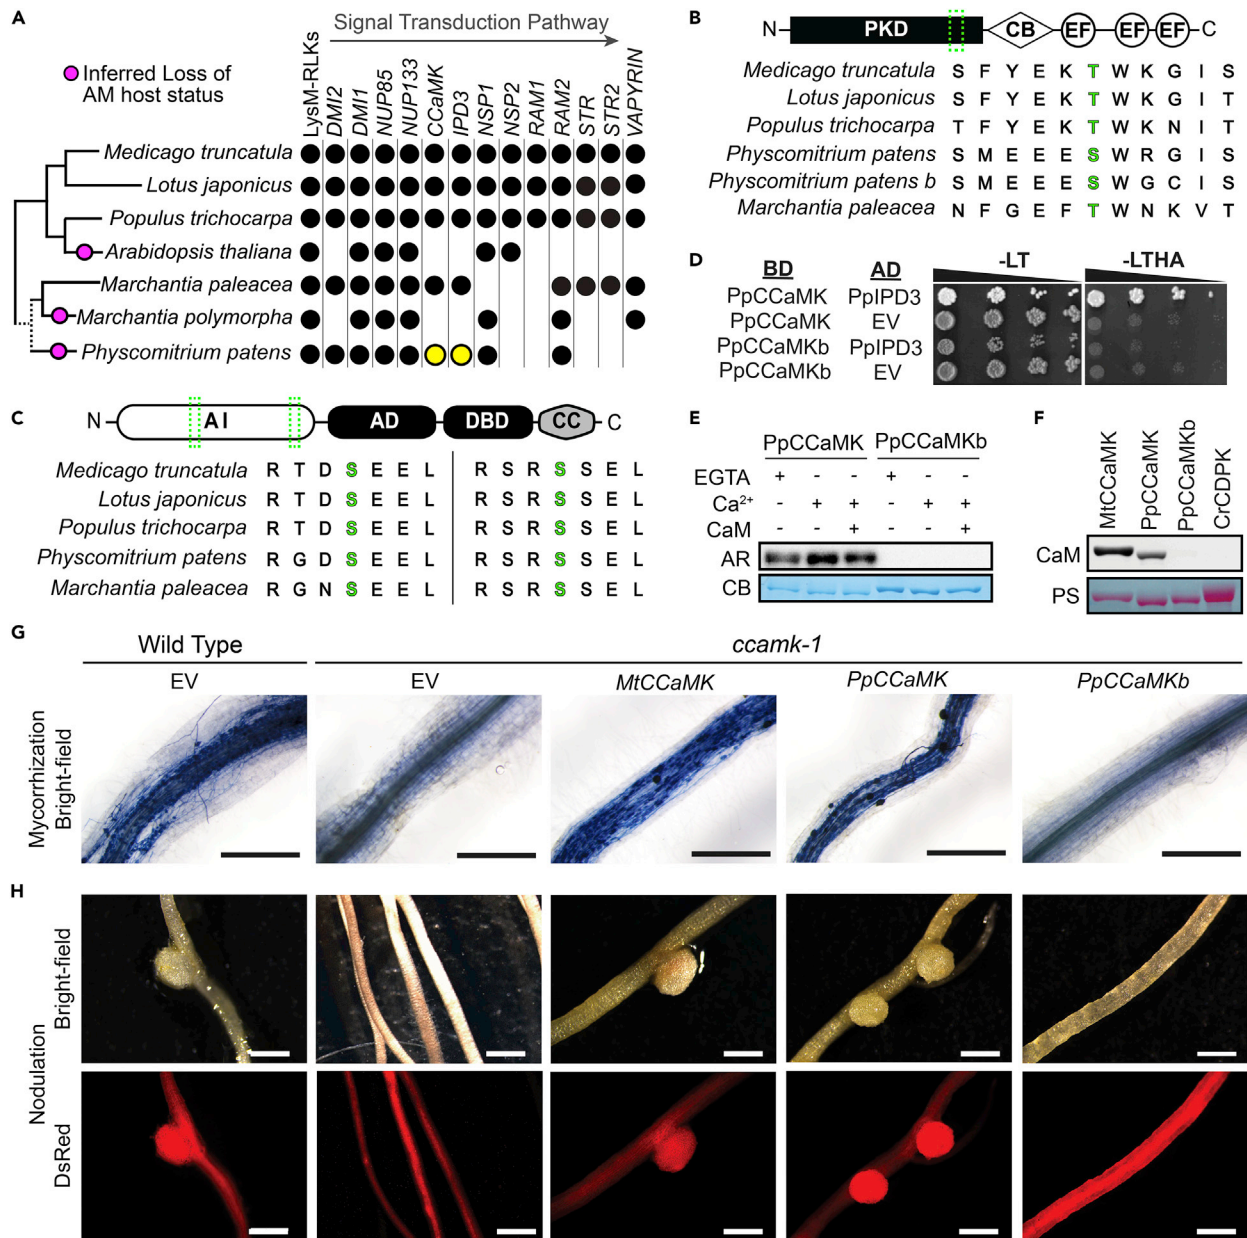 A
Signal Transduction Pathway
Inferred Loss of
AM host status
LysM-RLKs
DMI2
DMI1
NUP85
NUP133
CCaMK
IPD3
NSP1
NSP2
RAM1
RAM2
STR
STR2
VAPYRIN
Medicago truncatula
Lotus japonicus
Populus trichocarpa
Arabidopsis thaliana
Marchantia paleacea
Marchantia polymorpha
Physcomitrium patens
B
N PKD CB EF EF EF C
Medicago truncatula S F Y E K T W K G I S
Lotus japonicus S F Y E K T W K G I T
Populus trichocarpa T F Y E K T W K N I T
Physcomitrium patens S M E E E S W R G I S
Physcomitrium patens b S M E E E S W G C I S
Marchantia paleacea N F G E F T W N K V T
C
N A I AD DBD CC C
Medicago truncatula R T D S E E L R S R S S E L
Lotus japonicus R T D S E E L R S R S S E L
Populus trichocarpa R T D S E E L R S R S S E L
Physcomitrium patens R G D S E E L R S R S S E L
Marchantia paleacea R G N S E E L R S R S S E L
D
BD AD -LT -LTHA
PpCCaMK PpIPD3
PpCCaMK EV
PpCCaMKb PpIPD3
PpCCaMKb EV
E
PpCCaMK PpCCaMKb
EGTA + - - + - -
Ca2+ - + + - + +
CaM - - + - - +
AR
CB
F
MtCCaMK
PpCCaMK
PpCCaMKb
CrCDPK
CaM
PS
G
Wild Type ccamk-1
EV EV MtCCaMK PpCCaMK PpCCaMKb
Mycorrhization
Bright-field
H
Nodulation
Bright-field
DsRed